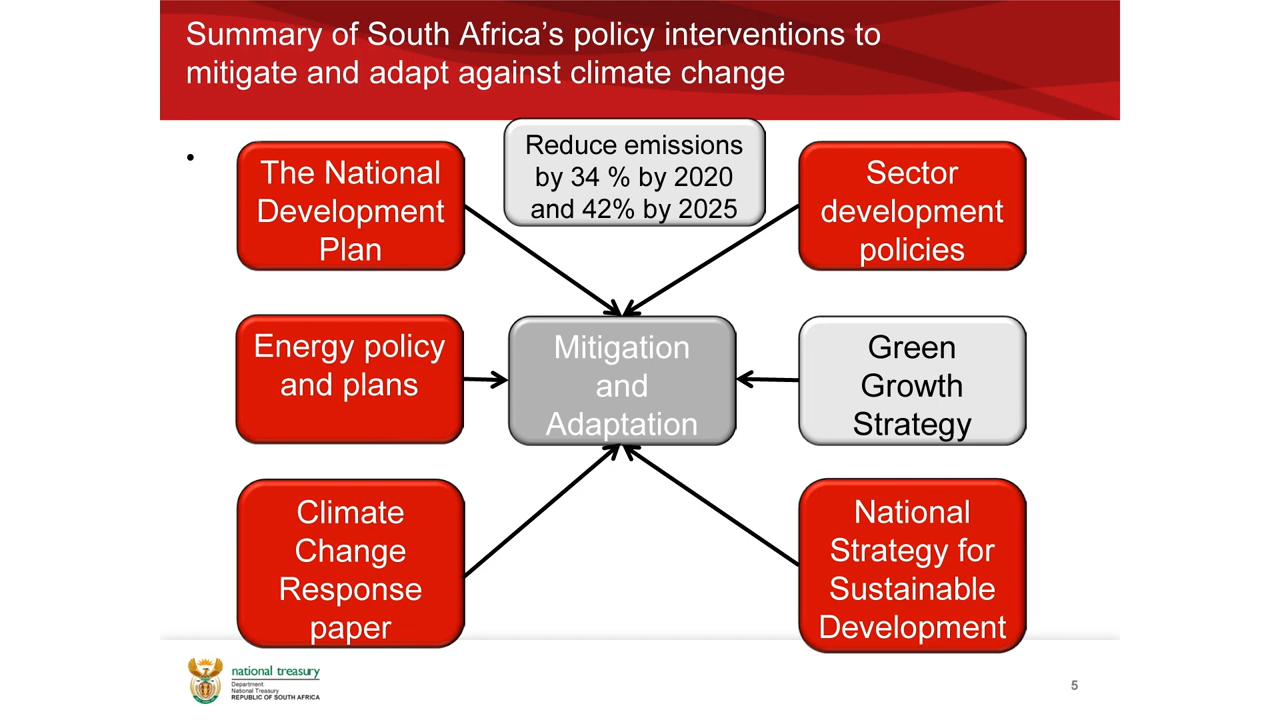 Summary of South Africa’s policy interventions to
mitigate and adapt against climate change
•
The National
Development
Plan
Reduce emissions
by 34 % by 2020
and 42% by 2025
Sector
development
policies
Energy policy
and plans
Mitigation
and
Adaptation
Green
Growth
Strategy
Climate
Change
Response
paper
National
Strategy for
Sustainable
Development
national treasury
Department:
National Treasury
REPUBLIC OF SOUTH AFRICA
5